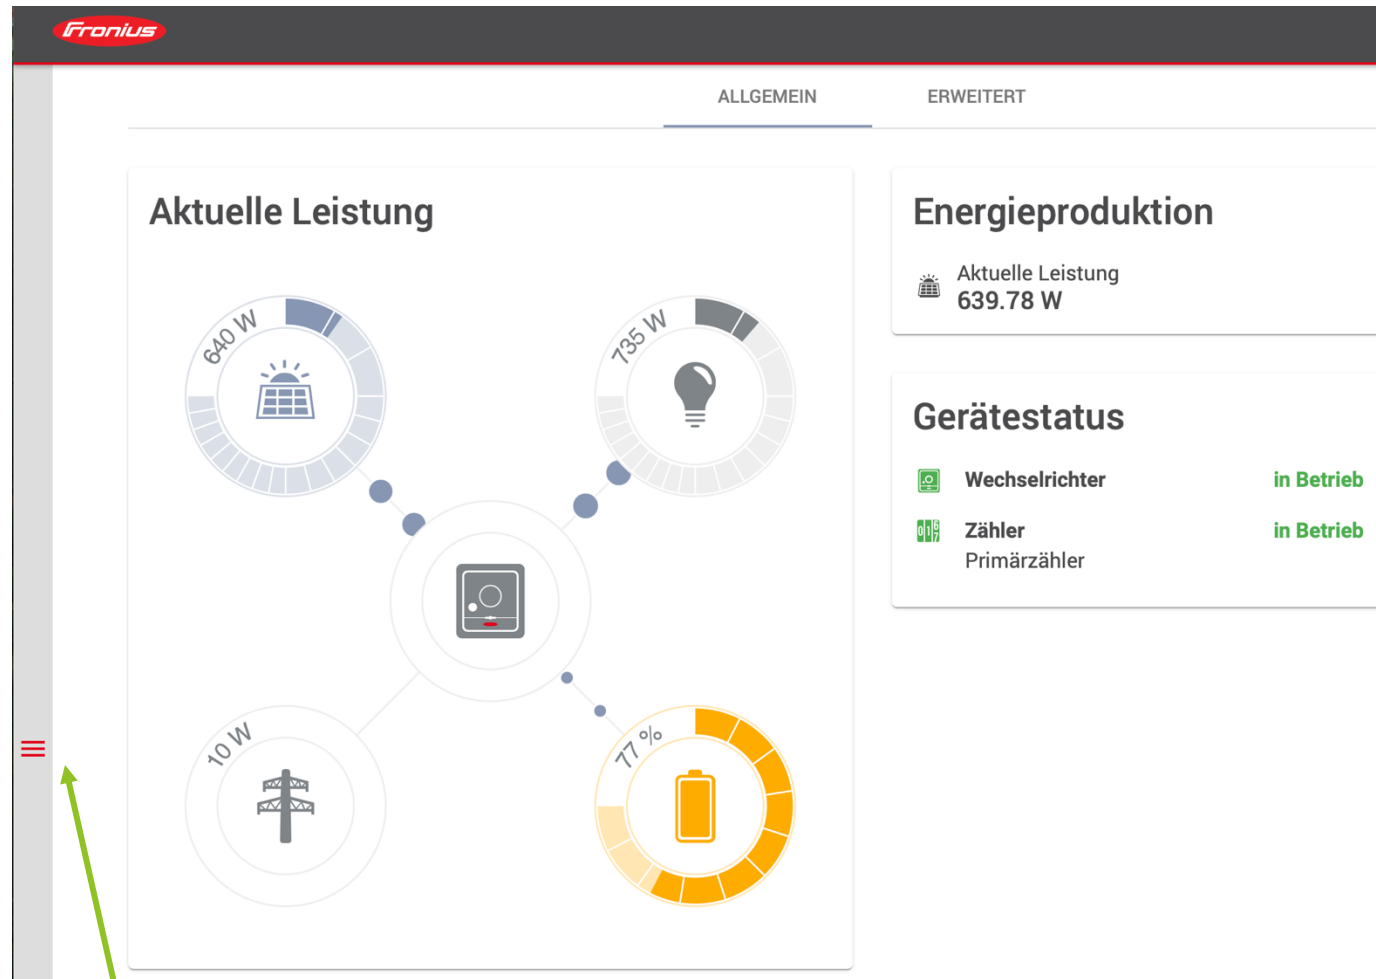 Fronius
ALLGEMEIN
ERWEITERT
Aktuelle Leistung
640 W
735 W
10 W
77 %
Energieproduktion
Aktuelle Leistung
639.78 W
Gerätestatus
Wechselrichter
in Betrieb
Zähler
in Betrieb
Primärzähler